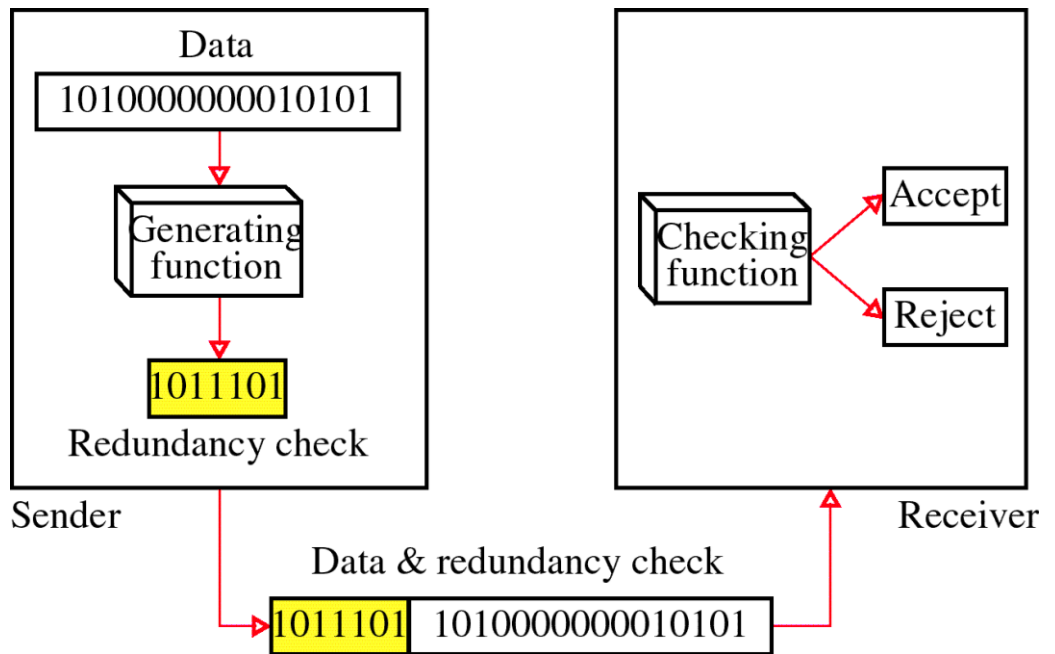 Data
1010000000010101
Generating
function
1011101
Redundancy check
Sender
Checking
function
Accept
Reject
Receiver
Data & redundancy check
1011101 1010000000010101